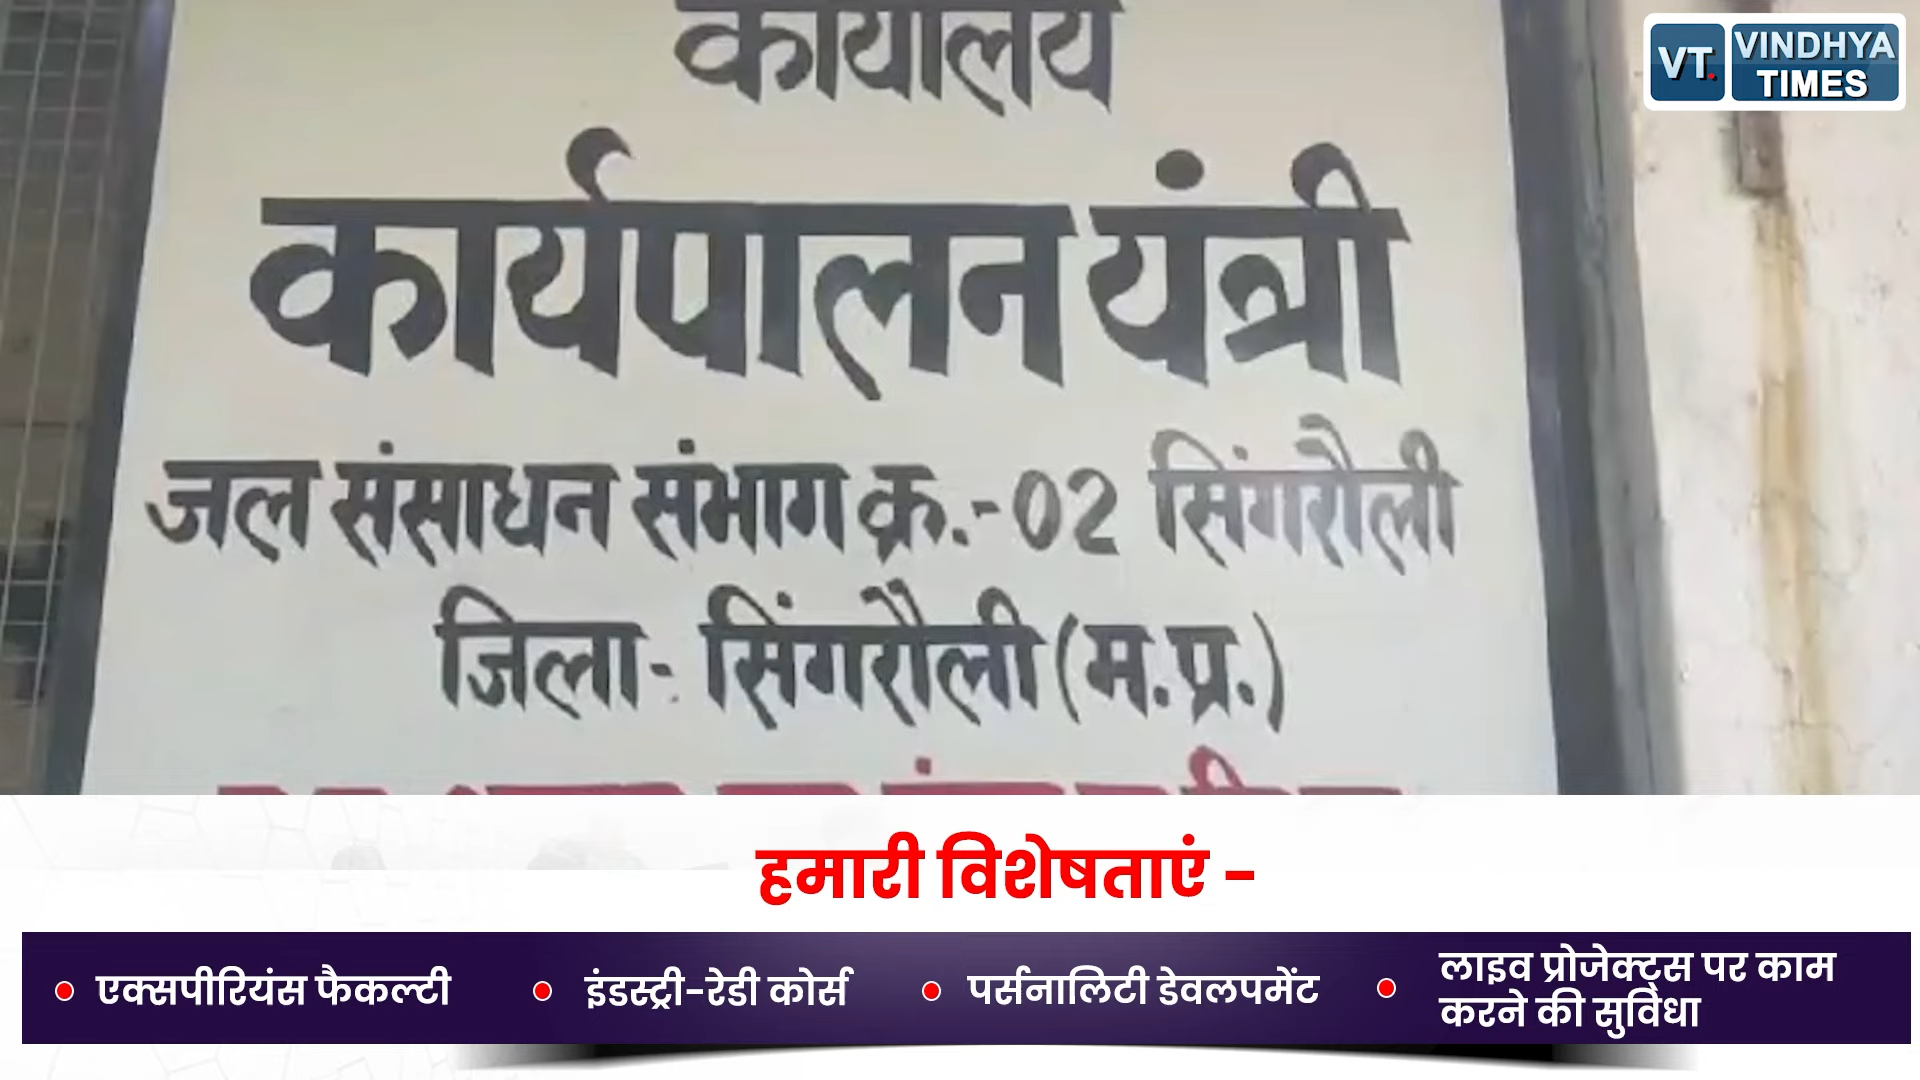 कार्यालय
VT. VINDHYA
TIMES
कार्यपालन यंत्री
जल संसाधन संभाग क्र.-02 सिंगरौली
जिला- सिंगरौली (म.प्र.)
हमारी विशेषताएं -
एक्सपीरियंस फैकल्टी
इंडस्ट्री-रेडी कोर्स
पर्सनालिटी डेवलपमेंट
लाइव प्रोजेक्ट्स पर काम
करने की सुविधा